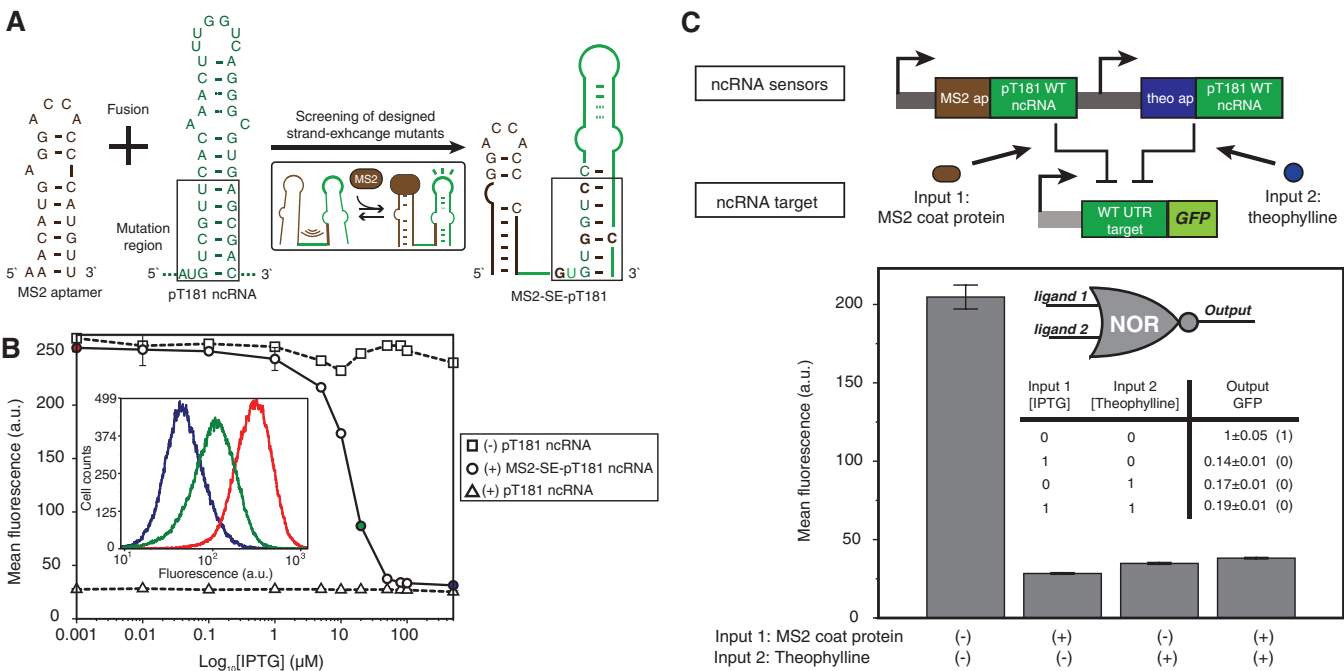 A
Fusion
Screening of designed
strand-exhcange mutants
MS2
Mutation
region
5` 3`
MS2 aptamer
5` 3`
pT181 ncRNA
3`
MS2-SE-pT181
B
Mean fluorescence (a.u.)
250
200
150
100
50
0
0.001 0.01 0.1 1 10 100
Log10[IPTG] (µM)
Cell counts
499
374
250
125
0
10^1 10^2 10^3
Fluorescence (a.u.)
(-) pT181 ncRNA
(+) MS2-SE-pT181 ncRNA
(+) pT181 ncRNA
C
ncRNA sensors
MS2 ap
pT181 WT
ncRNA
theo ap
pT181 WT
ncRNA
ncRNA target
Input 1:
MS2 coat protein
WT UTR
target
GFP
Input 2:
theophylline
Mean fluorescence (a.u.)
200
150
100
50
0
ligand 1
ligand 2
NOR
Output
Input 1 Input 2 Output
[IPTG] [Theophylline] GFP
0 0 1±0.05 (1)
1 0 0.14±0.01 (0)
0 1 0.17±0.01 (0)
1 1 0.19±0.01 (0)
Input 1: MS2 coat protein (-) (+) (-) (+)
Input 2: Theophylline (-) (-) (+) (+)